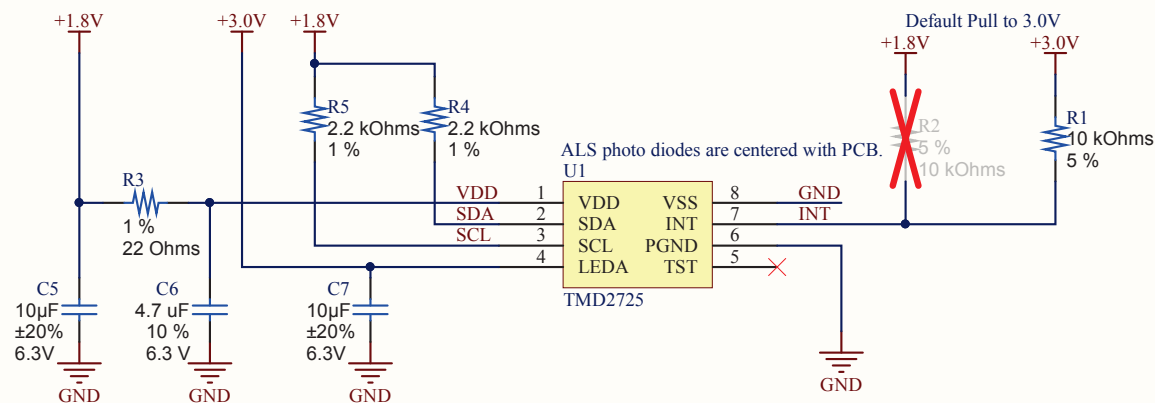 Default Pull to 3.0V
+1.8V
+3.0V
+1.8V
+1.8V
+3.0V
R5
2.2 kOhms
1 %
R4
2.2 kOhms
1 %
R2
5 %
10 kOhms
R1
10 kOhms
5 %
ALS photo diodes are centered with PCB.
U1
R3
1 %
22 Ohms
VDD 1 VDD VSS 8 GND
SDA 2 SDA INT 7 INT
SCL 3 SCL PGND 6
4 LEDA TST 5
TMD2725
C5
10µF
±20%
6.3V
GND
C6
4.7 uF
10 %
6.3 V
GND
C7
10µF
±20%
6.3V
GND
GND